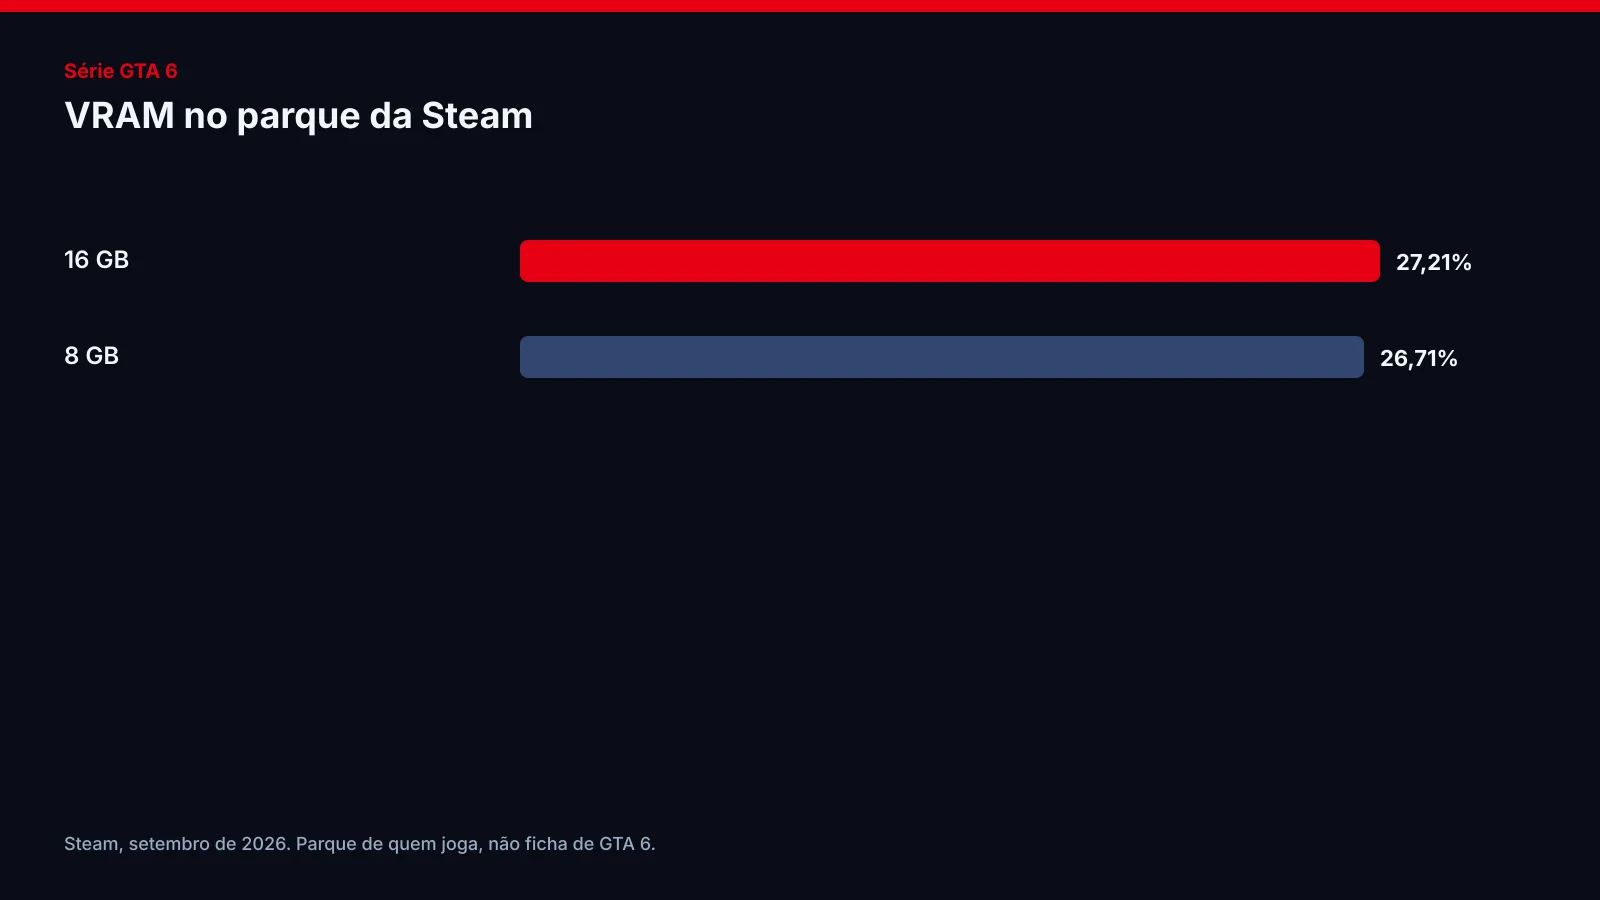 Série GTA 6
VRAM no parque da Steam
16 GB
27,21%
8 GB
26,71%
Steam, setembro de 2026. Parque de quem joga, não ficha de GTA 6.